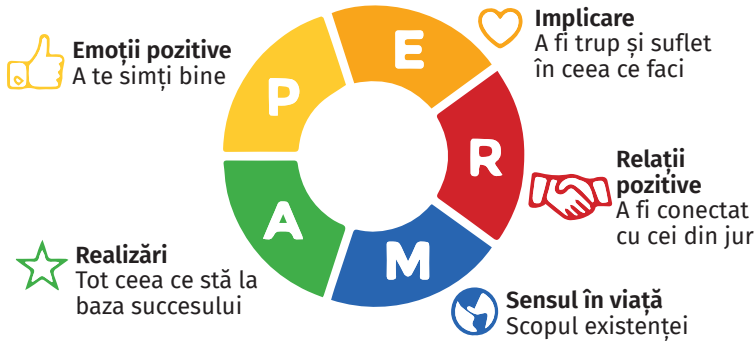 P
Emoții pozitive
A te simți bine
E
Implicare
A fi trup și suflet
în ceea ce faci
R
Relații
pozitive
A fi conectat
cu cei din jur
M
Sensul în viață
Scopul existenței
A
Realizări
Tot ceea ce stă la
baza succesului